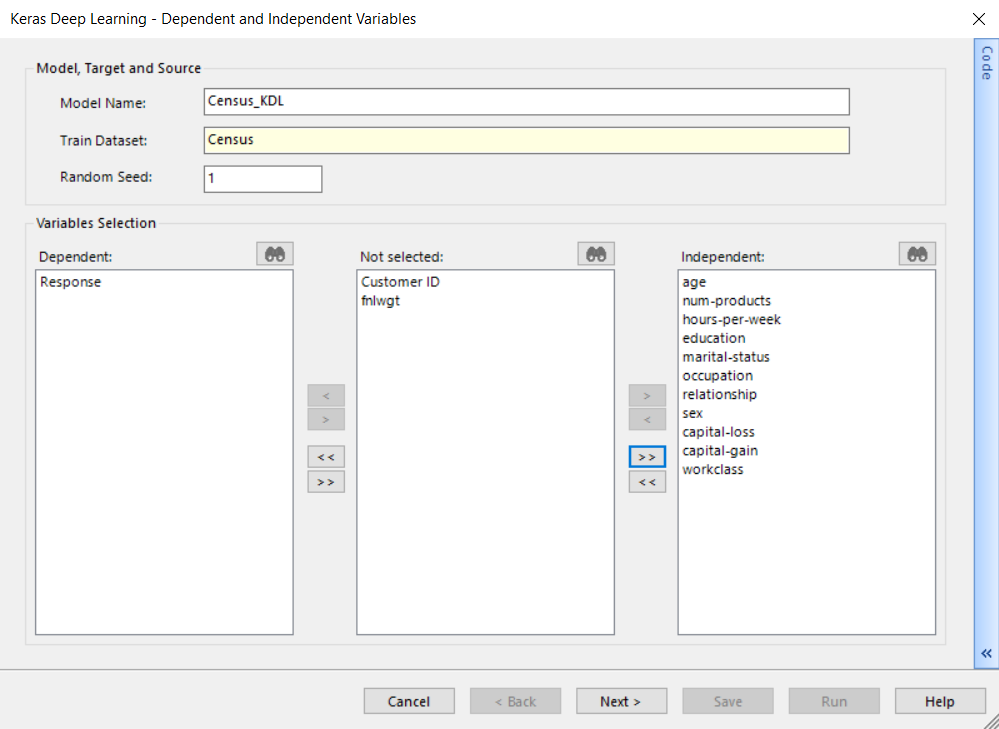 Keras Deep Learning - Dependent and Independent Variables
Code
Model, Target and Source
Model Name: Census_KDL
Train Dataset: Census
Random Seed: 1
Variables Selection
Dependent: Not selected: Independent:
Response
Customer ID
fnlwgt
age
num-products
hours-per-week
education
marital-status
occupation
relationship
sex
capital-loss
capital-gain
workclass
<
>
<<
>>
>
<
>>
<<
«
Cancel < Back Next > Save Run Help